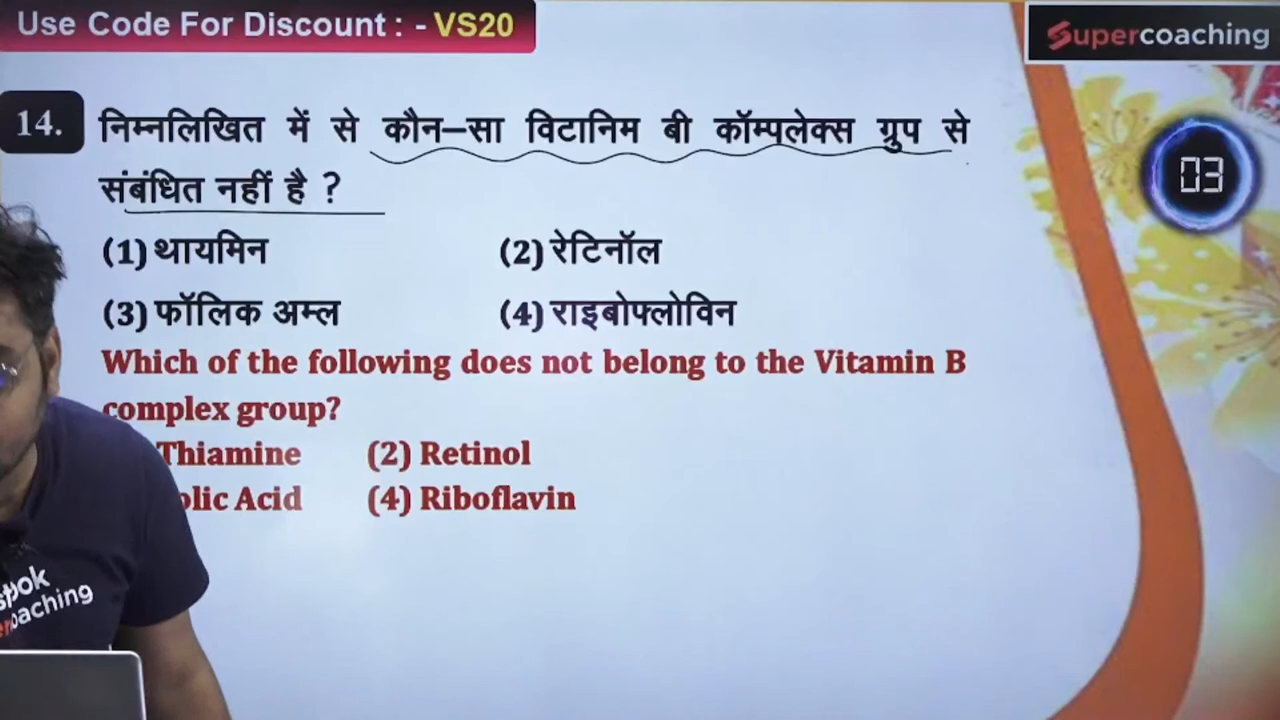 Use Code For Discount : - VS20
Supercoaching
03
14. निम्नलिखित में से कौन–सा विटानिम बी कॉम्पलेक्स ग्रुप से
संबंधित नहीं है ?
(1) थायमिन (2) रेटिनॉल
(3) फॉलिक अम्ल (4) राइबोफ्लोविन
Which of the following does not belong to the Vitamin B
complex group?
Thiamine (2) Retinol
Acid (4) Riboflavin